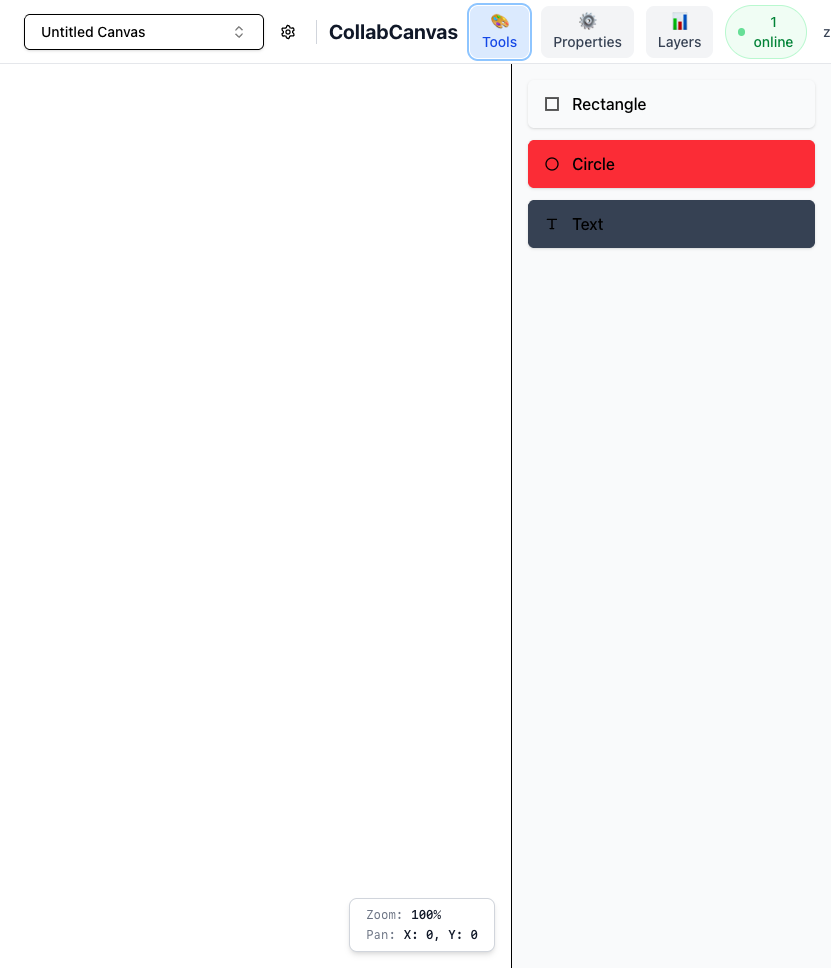 Untitled Canvas
CollabCanvas
Tools
Properties
Layers
1
online
z
Rectangle
Circle
Text
Zoom: 100%
Pan: X: 0, Y: 0